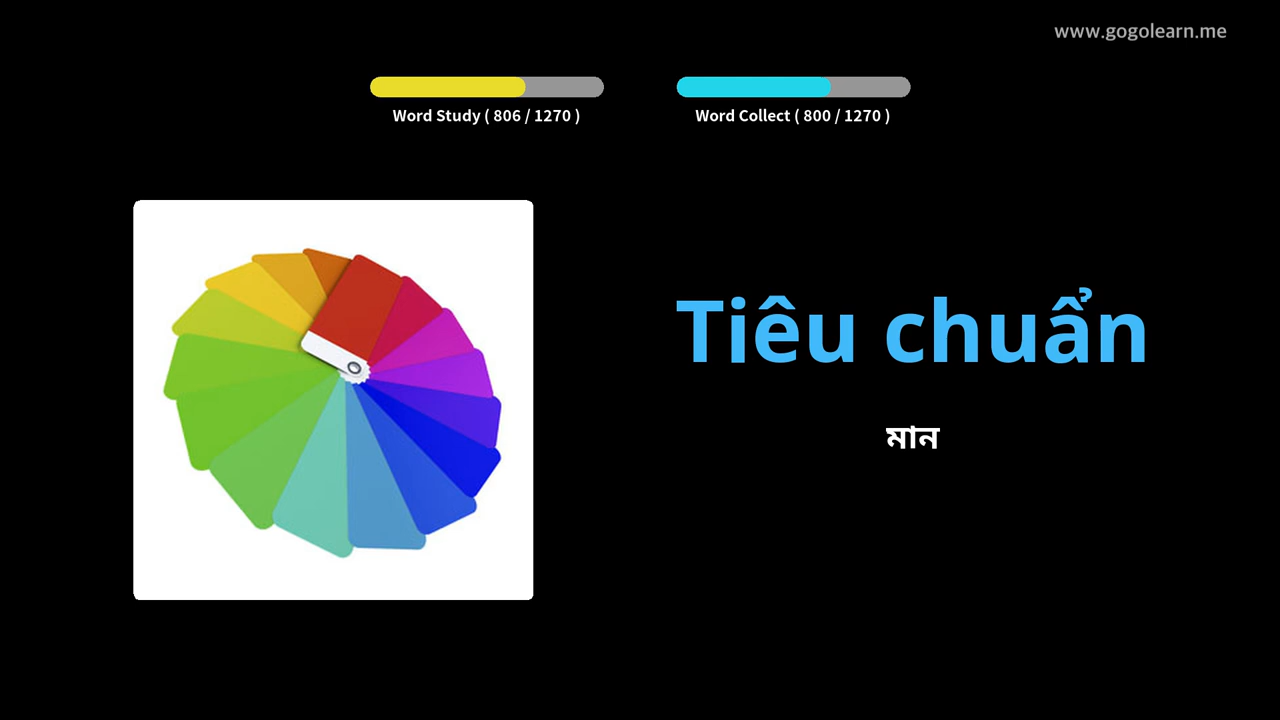 www.gogolearn.me
Word Study ( 806 / 1270 )
Word Collect ( 800 / 1270 )
Tiêu chuẩn
মান